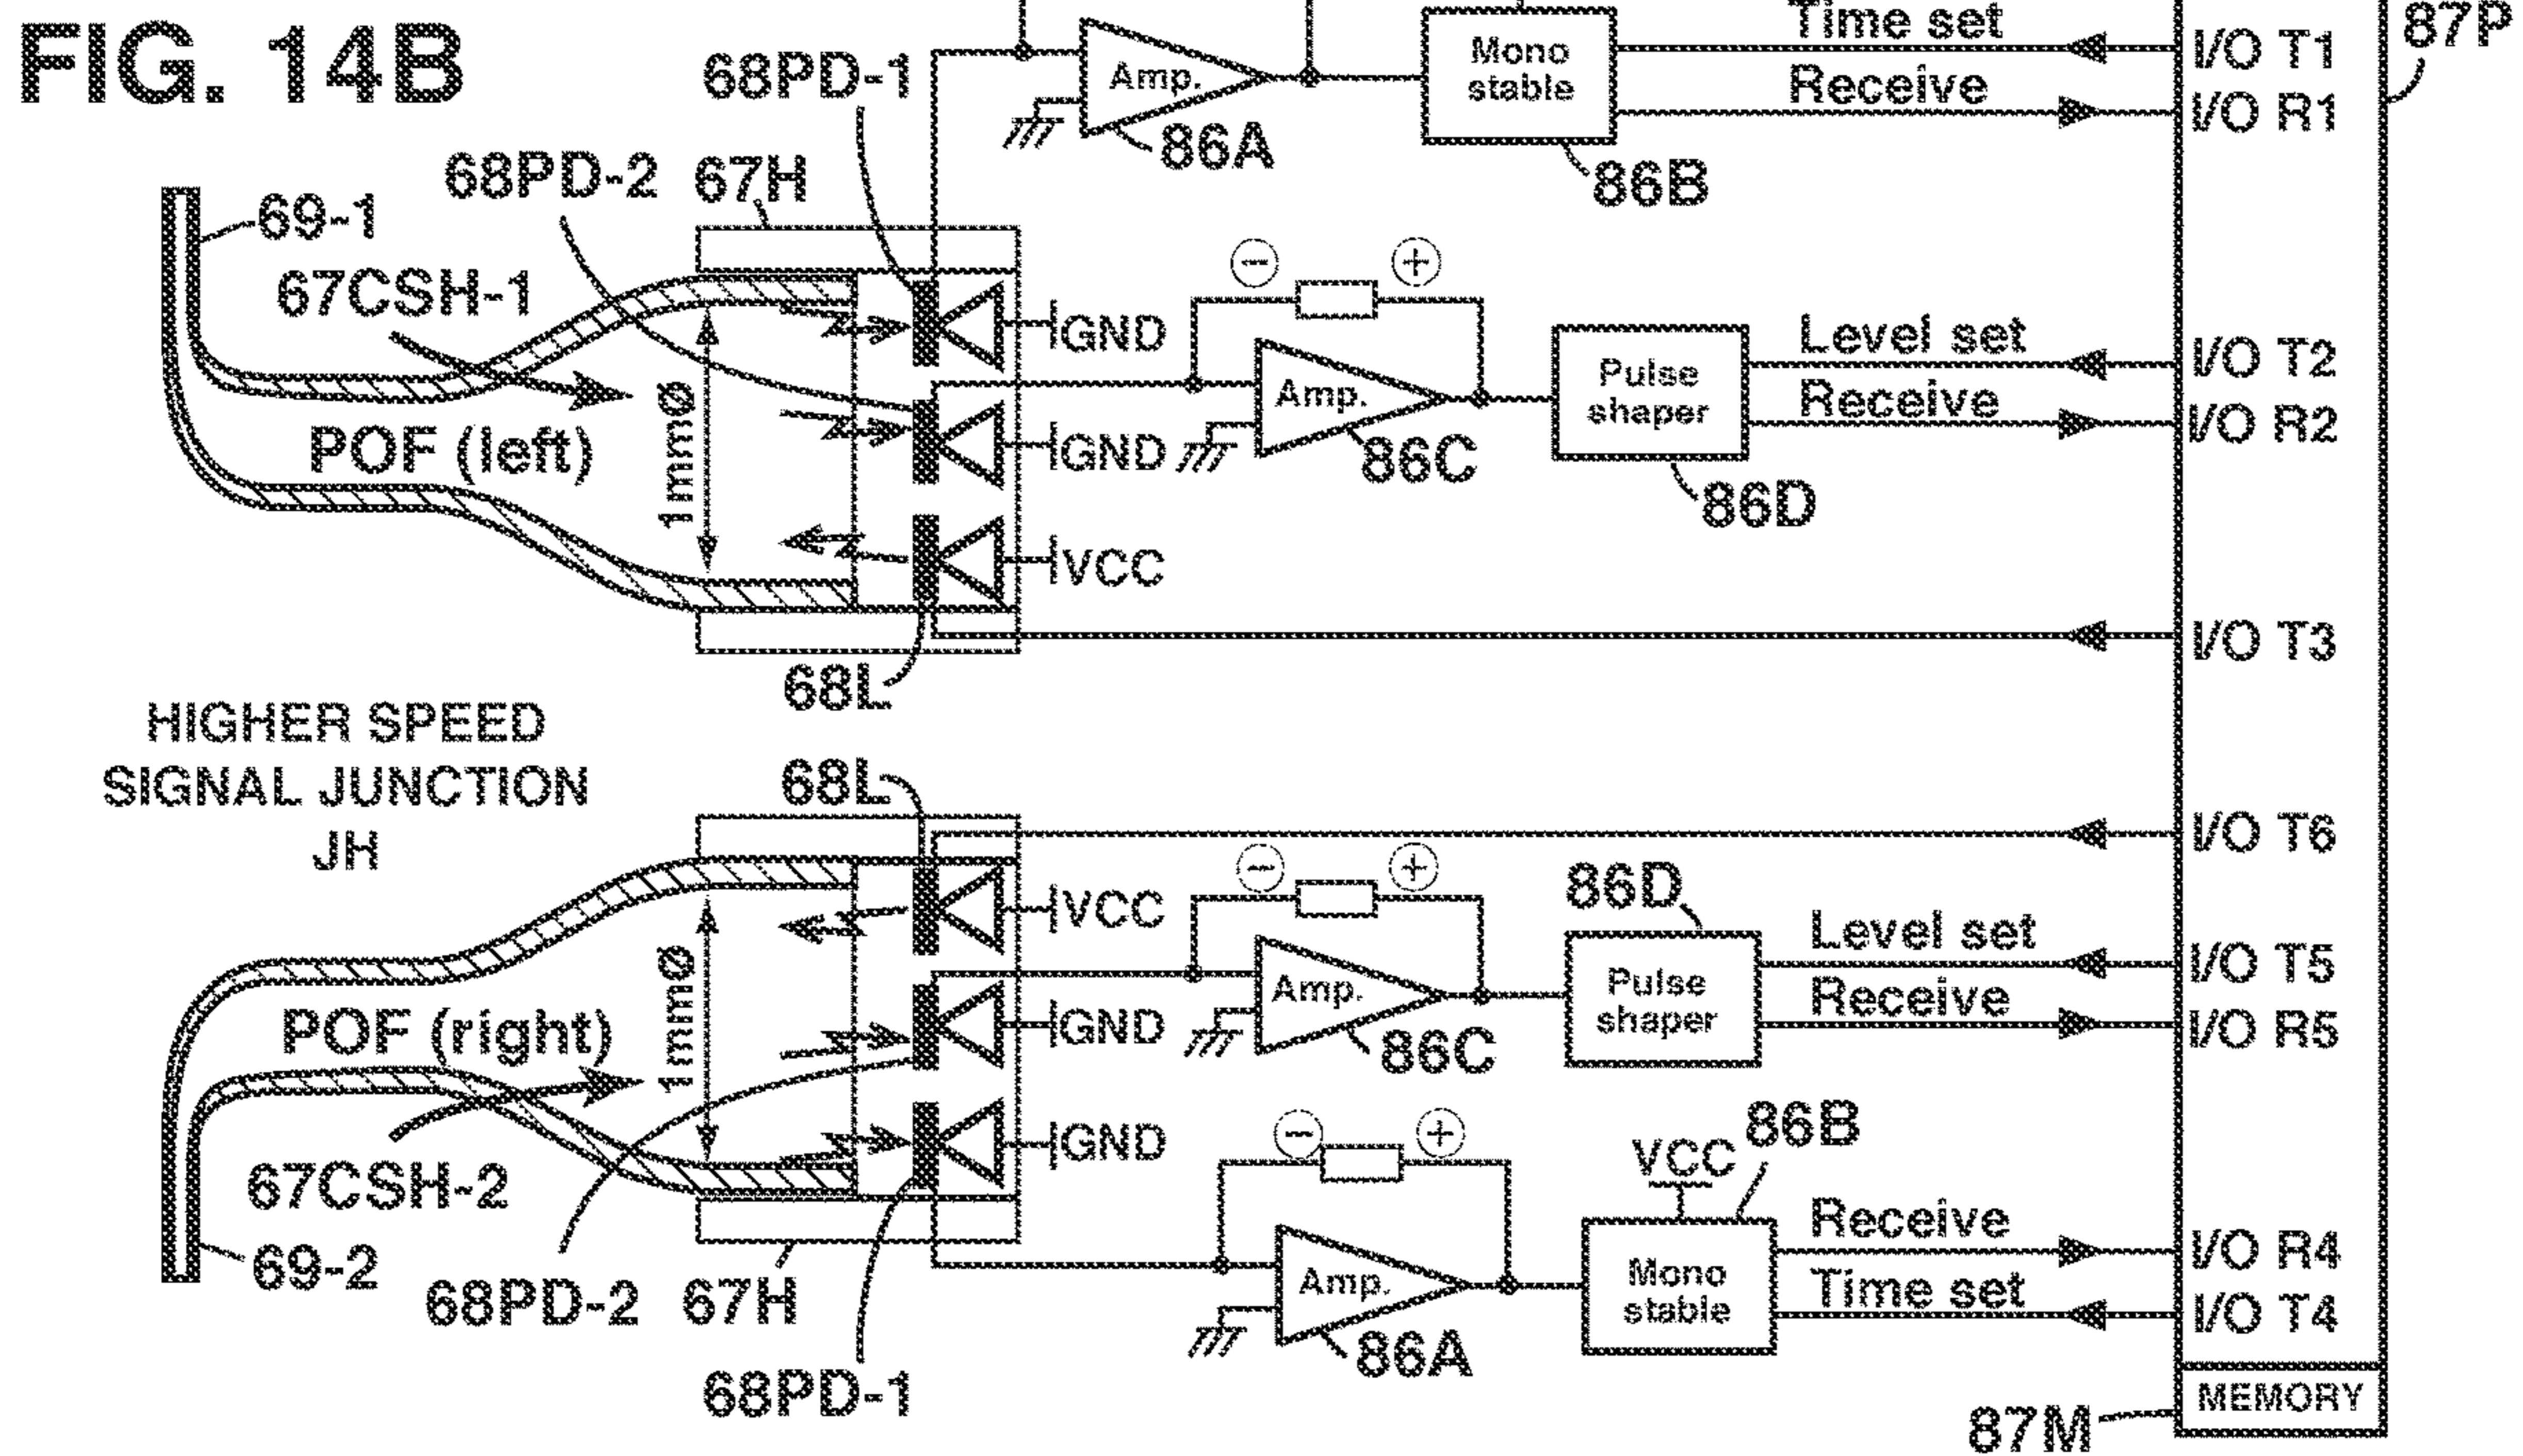 FIG. 14B
Time set
87P
68PD-1
Amp.
Mono
stable
I/O T1
Receive
I/O R1
86A
86B
68PD-2
67H
69-1
67CSH-1
− +
GND
Level set
I/O T2
Amp.
Pulse
shaper
Receive
I/O R2
POF (left)
1mmØ
GND
86C
86D
VCC
I/O T3
68L
HIGHER SPEED
SIGNAL JUNCTION
JH
68L
I/O T6
− +
86D
VCC
Level set
I/O T5
Amp.
Pulse
shaper
Receive
I/O R5
POF (right)
1mmØ
GND
86C
− +
GND
VCC
86B
67CSH-2
Receive
I/O R4
69-2
68PD-2
67H
Amp.
Mono
stable
Time set
I/O T4
86A
68PD-1
MEMORY
87M